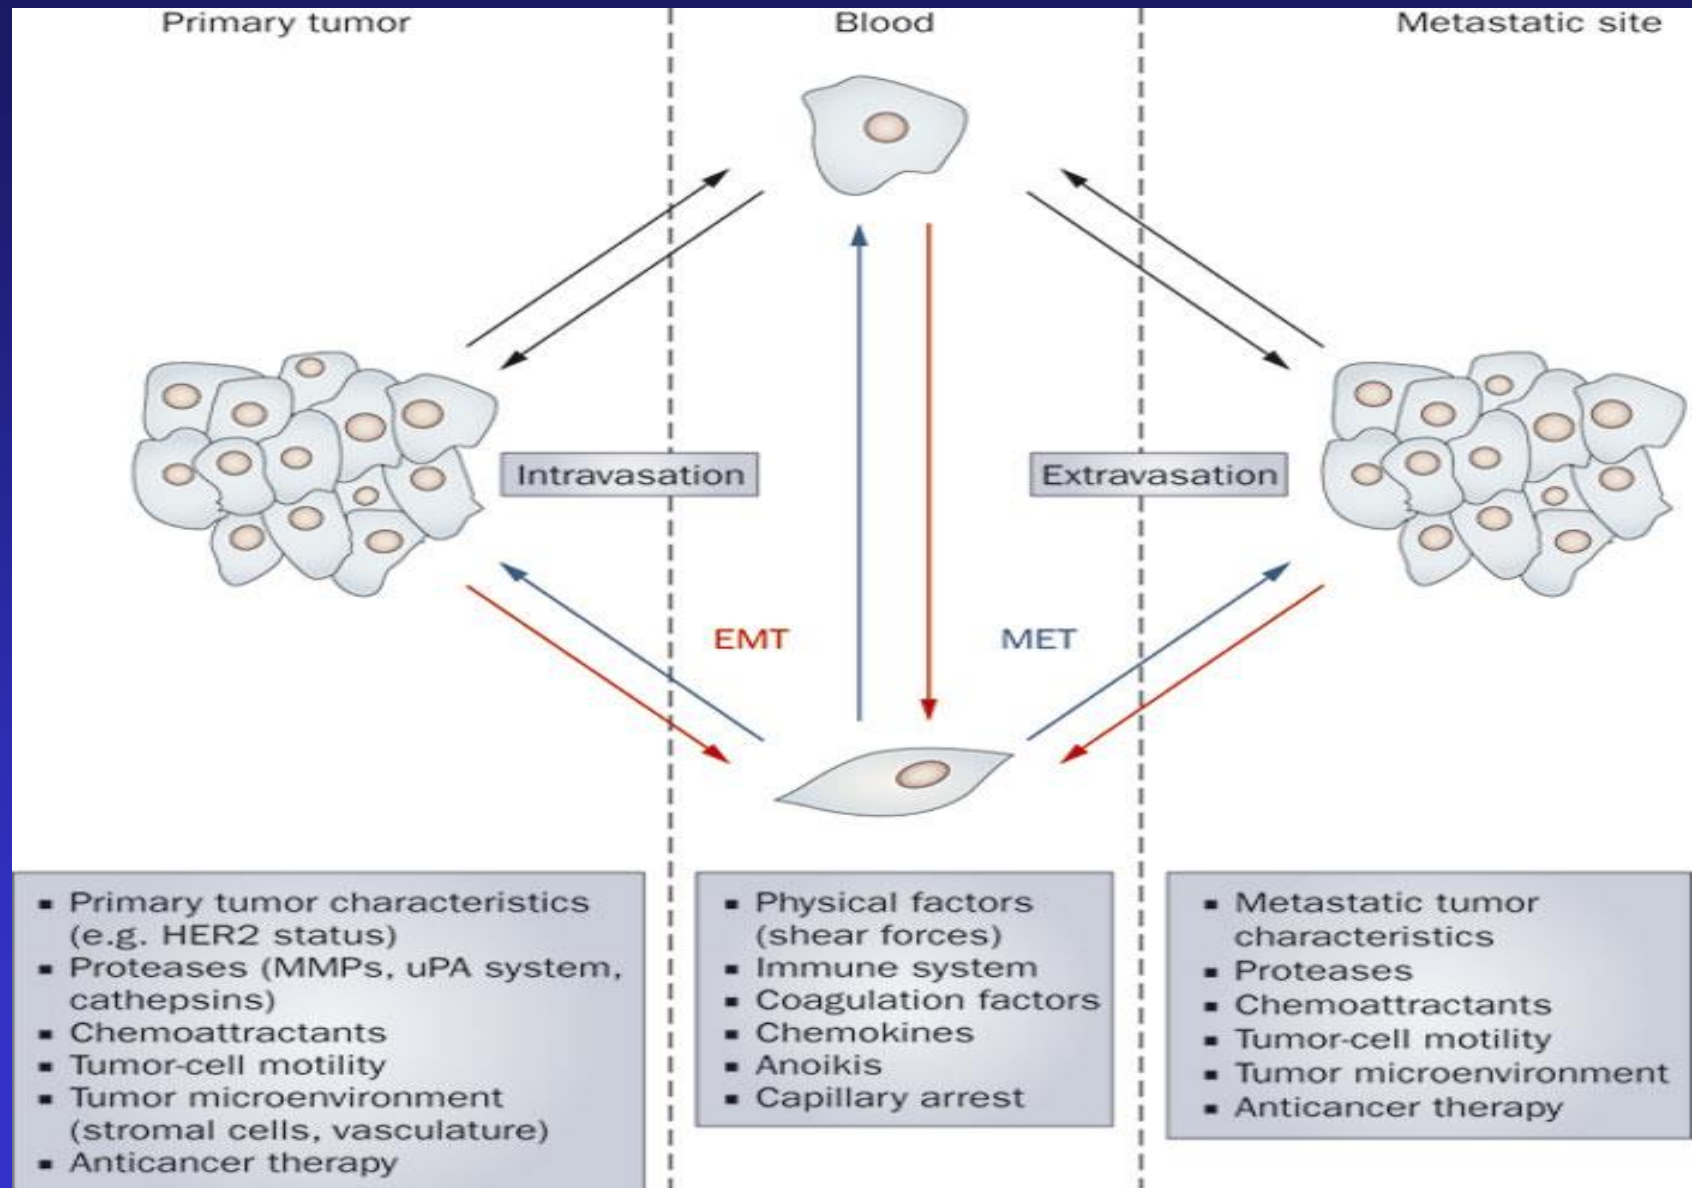 Primary tumor
Blood
Metastatic site
Intravasation
Extravasation
EMT
MET
▪ Primary tumor characteristics
(e.g. HER2 status)
▪ Proteases (MMPs, uPA system,
cathepsins)
▪ Chemoattractants
▪ Tumor-cell motility
▪ Tumor microenvironment
(stromal cells, vasculature)
▪ Anticancer therapy
▪ Physical factors
(shear forces)
▪ Immune system
▪ Coagulation factors
▪ Chemokines
▪ Anoikis
▪ Capillary arrest
▪ Metastatic tumor
characteristics
▪ Proteases
▪ Chemoattractants
▪ Tumor-cell motility
▪ Tumor microenvironment
▪ Anticancer therapy